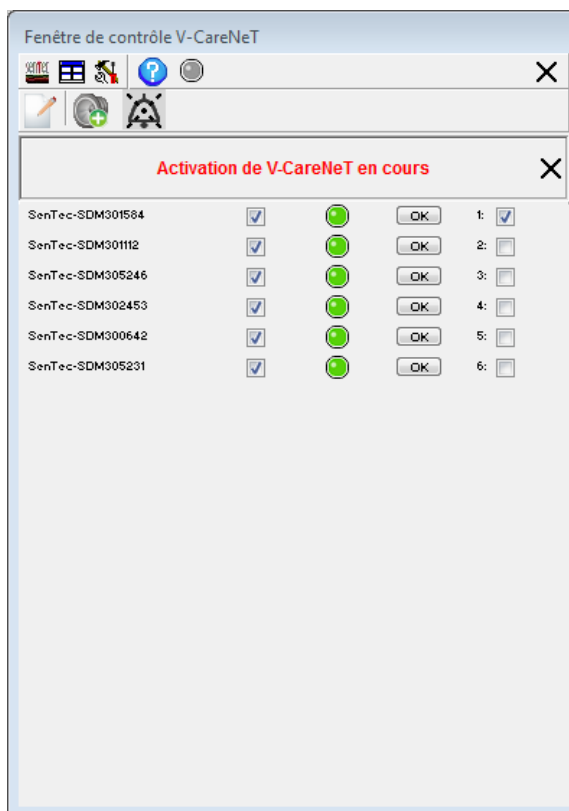 Fenêtre de contrôle V-CareNeT
SENTEC
?
Activation de V-CareNeT en cours
SenTec-SDM301584 OK 1:
SenTec-SDM301112 OK 2:
SenTec-SDM305246 OK 3:
SenTec-SDM302453 OK 4:
SenTec-SDM300642 OK 5:
SenTec-SDM305231 OK 6: